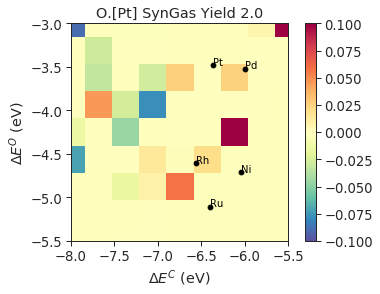 O.[Pt] SynGas Yield 2.0
−3.0
−3.5
−4.0
−4.5
−5.0
−5.5
ΔE^O (eV)
Pt
Pd
Rh
Ni
Ru
−8.0 −7.5 −7.0 −6.5 −6.0 −5.5
ΔE^C (eV)
0.100
0.075
0.050
0.025
0.000
−0.025
−0.050
−0.075
−0.100